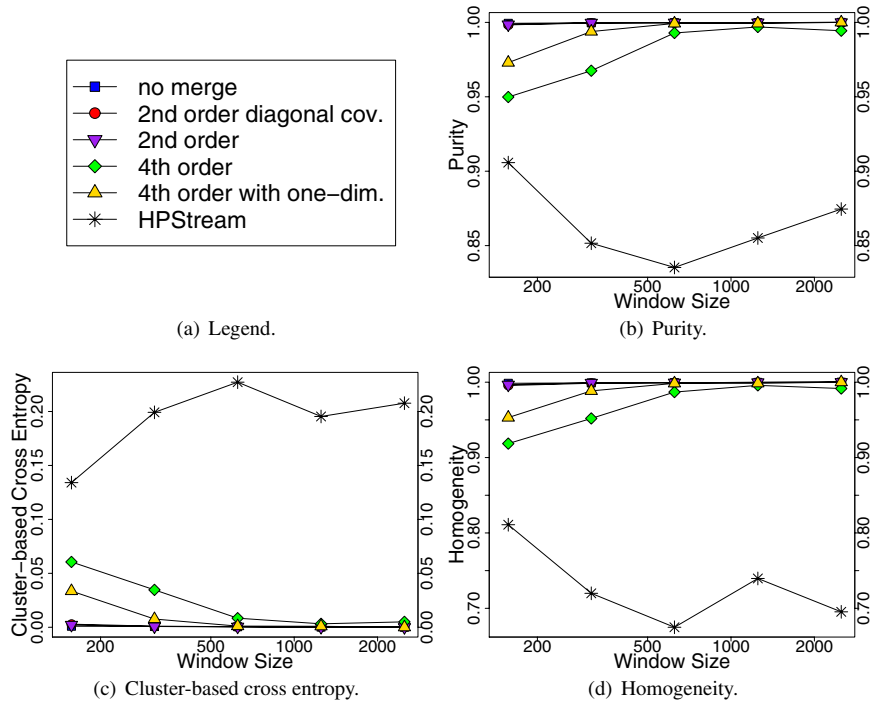 no merge
2nd order diagonal cov.
2nd order
4th order
4th order with one−dim.
HPStream
(a) Legend.
Purity
1.00
0.95
0.90
0.85
1.00
0.95
0.90
0.85
200
500
1000
2000
Window Size
(b) Purity.
Cluster−based Cross Entropy
0.20
0.15
0.10
0.05
0.00
0.20
0.15
0.10
0.05
0.00
200
500
1000
2000
Window Size
(c) Cluster-based cross entropy.
Homogeneity
1.00
0.90
0.80
0.70
1.00
0.90
0.80
0.70
200
500
1000
2000
Window Size
(d) Homogeneity.